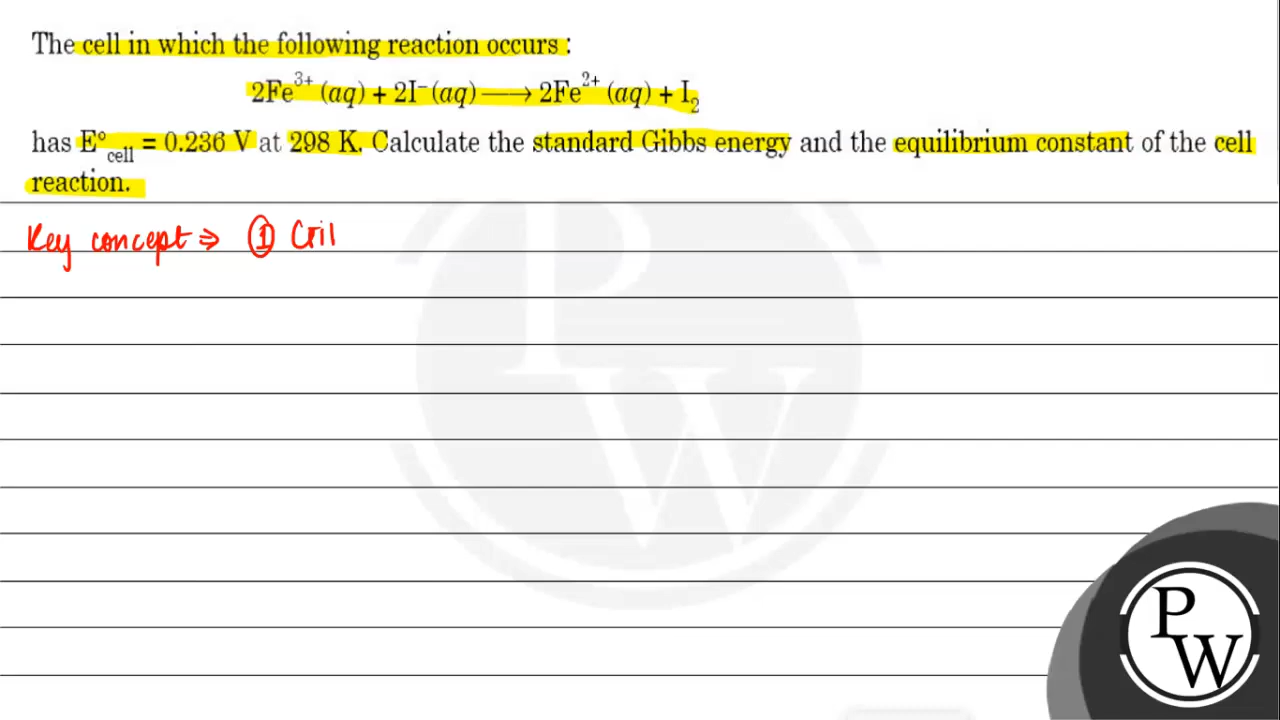 The cell in which the following reaction occurs :
2Fe³⁺ (aq) + 2I⁻ (aq) ⟶ 2Fe²⁺ (aq) + I₂
has E°cell = 0.236 V at 298 K. Calculate the standard Gibbs energy and the equilibrium constant of the cell
reaction.
Key concept ⇒ ① Gil
PW
PW